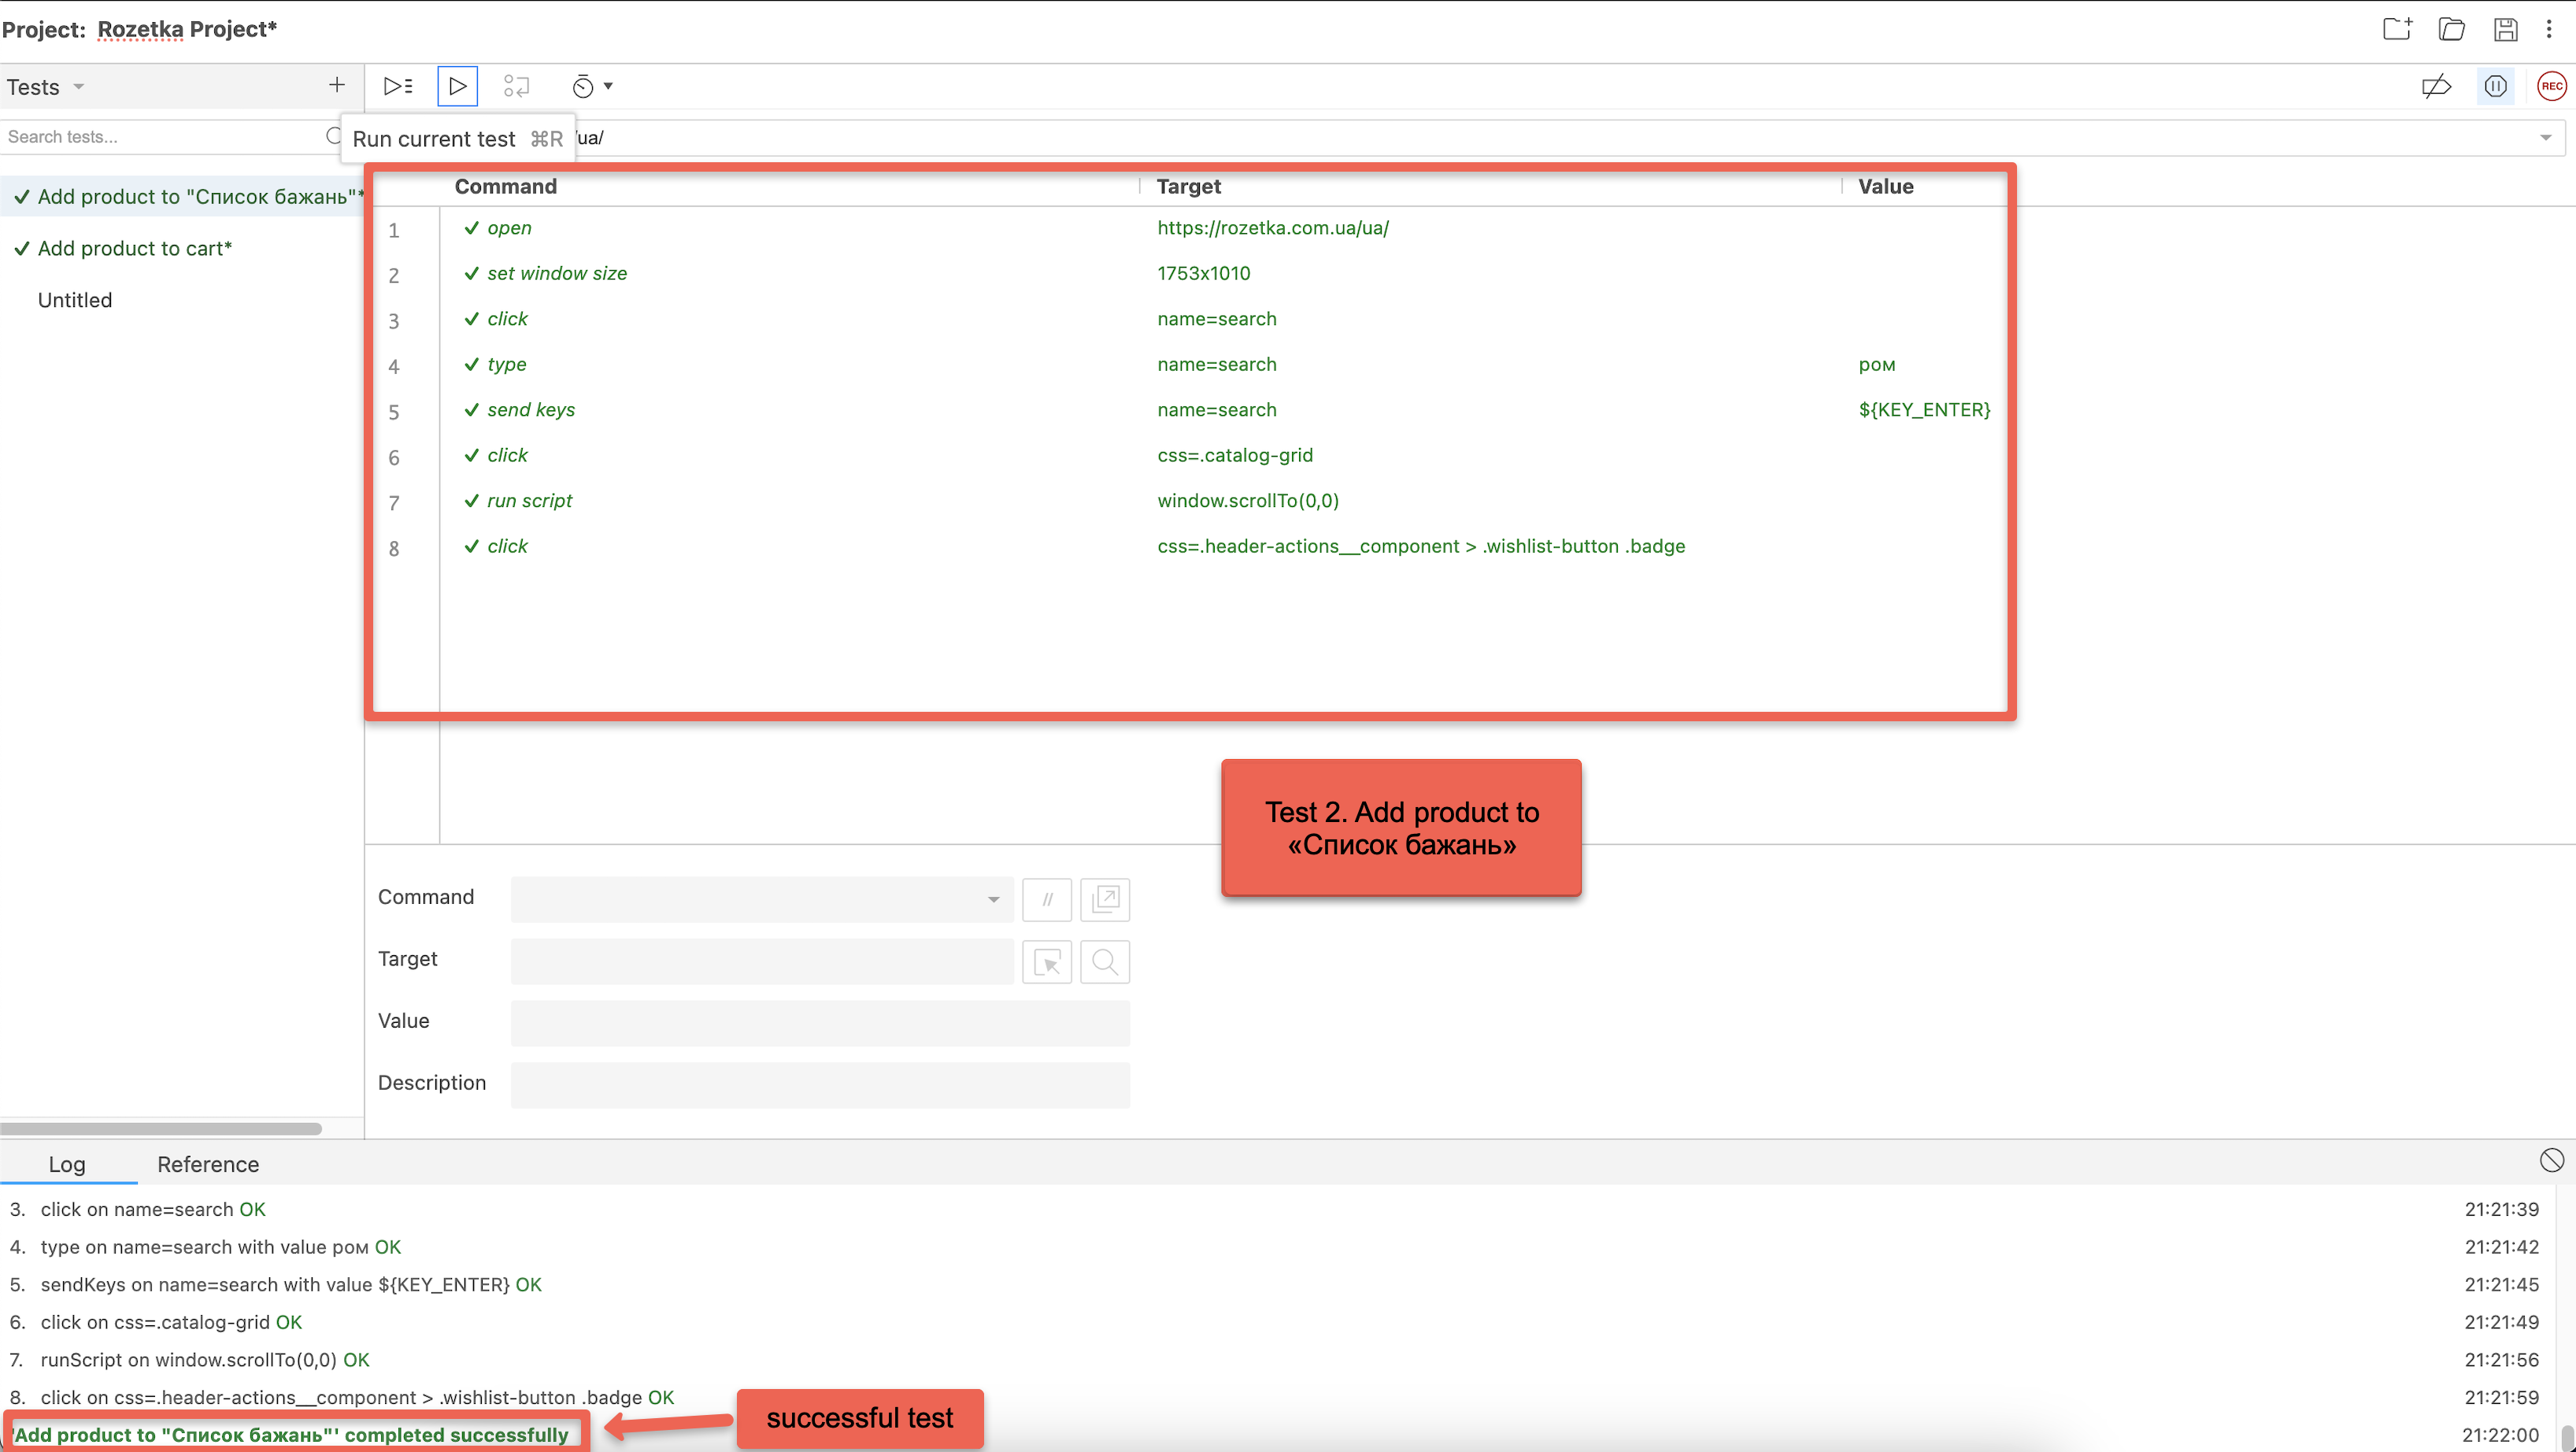 Project: Rozetka Project*
Tests
Search tests...
Run current test ⌘R
/ua/
REC
Add product to "Список бажань"*
Add product to cart*
Untitled
Command Target Value
1 open https://rozetka.com.ua/ua/
2 set window size 1753x1010
3 click name=search
4 type name=search ром
5 send keys name=search ${KEY_ENTER}
6 click css=.catalog-grid
7 run script window.scrollTo(0,0)
8 click css=.header-actions__component > .wishlist-button .badge
Test 2. Add product to
«Список бажань»
Command //
Target
Value
Description
Log Reference
3. click on name=search OK 21:21:39
4. type on name=search with value ром OK 21:21:42
5. sendKeys on name=search with value ${KEY_ENTER} OK 21:21:45
6. click on css=.catalog-grid OK 21:21:49
7. runScript on window.scrollTo(0,0) OK 21:21:56
8. click on css=.header-actions__component > .wishlist-button .badge OK 21:21:59
'Add product to "Список бажань"' completed successfully 21:22:00
successful test